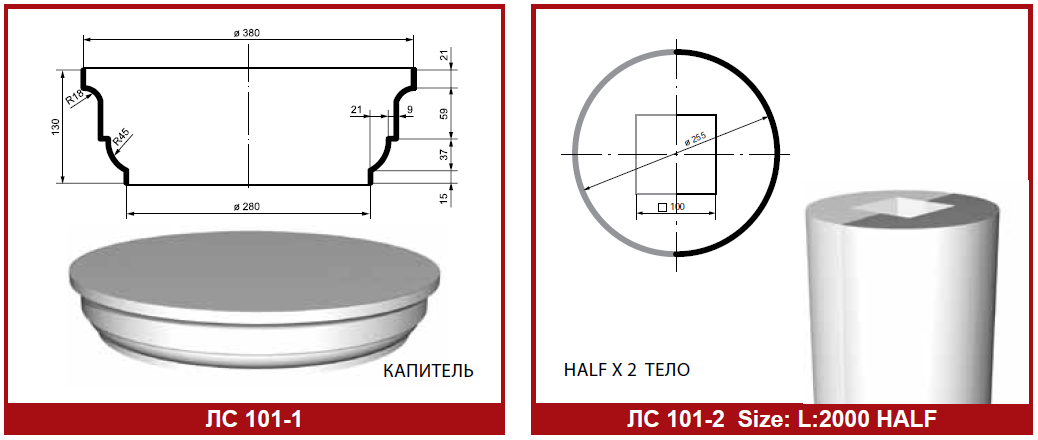 ø 380
21
R18
130
21
9
59
R45
37
15
ø 280
КАПИТЕЛЬ
ЛС 101-1
ø 255
□ 100
HALF X 2 ТЕЛО
ЛС 101-2 Size: L:2000 HALF